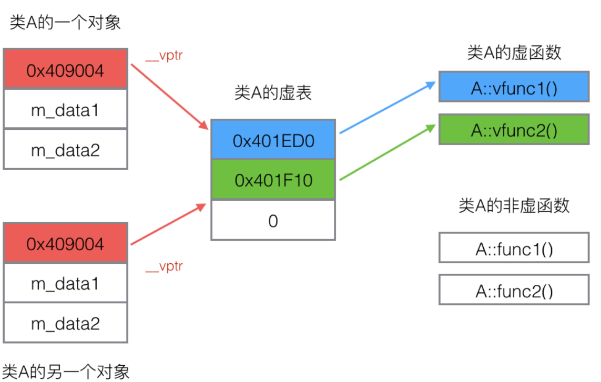 类A的一个对象
0x409004
m_data1
m_data2
__vptr
类A的虚表
0x401ED0
0x401F10
0
类A的虚函数
A::vfunc1()
A::vfunc2()
类A的非虚函数
A::func1()
A::func2()
0x409004
m_data1
m_data2
__vptr
类A的另一个对象